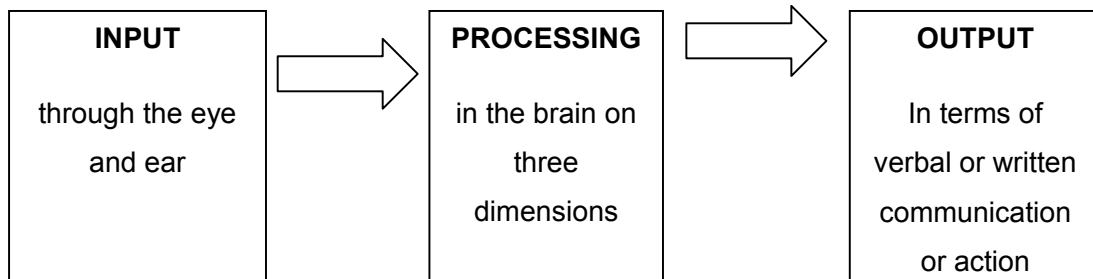 INPUT
through the eye
and ear
PROCESSING
in the brain on
three
dimensions
OUTPUT
In terms of
verbal or written
communication
or action